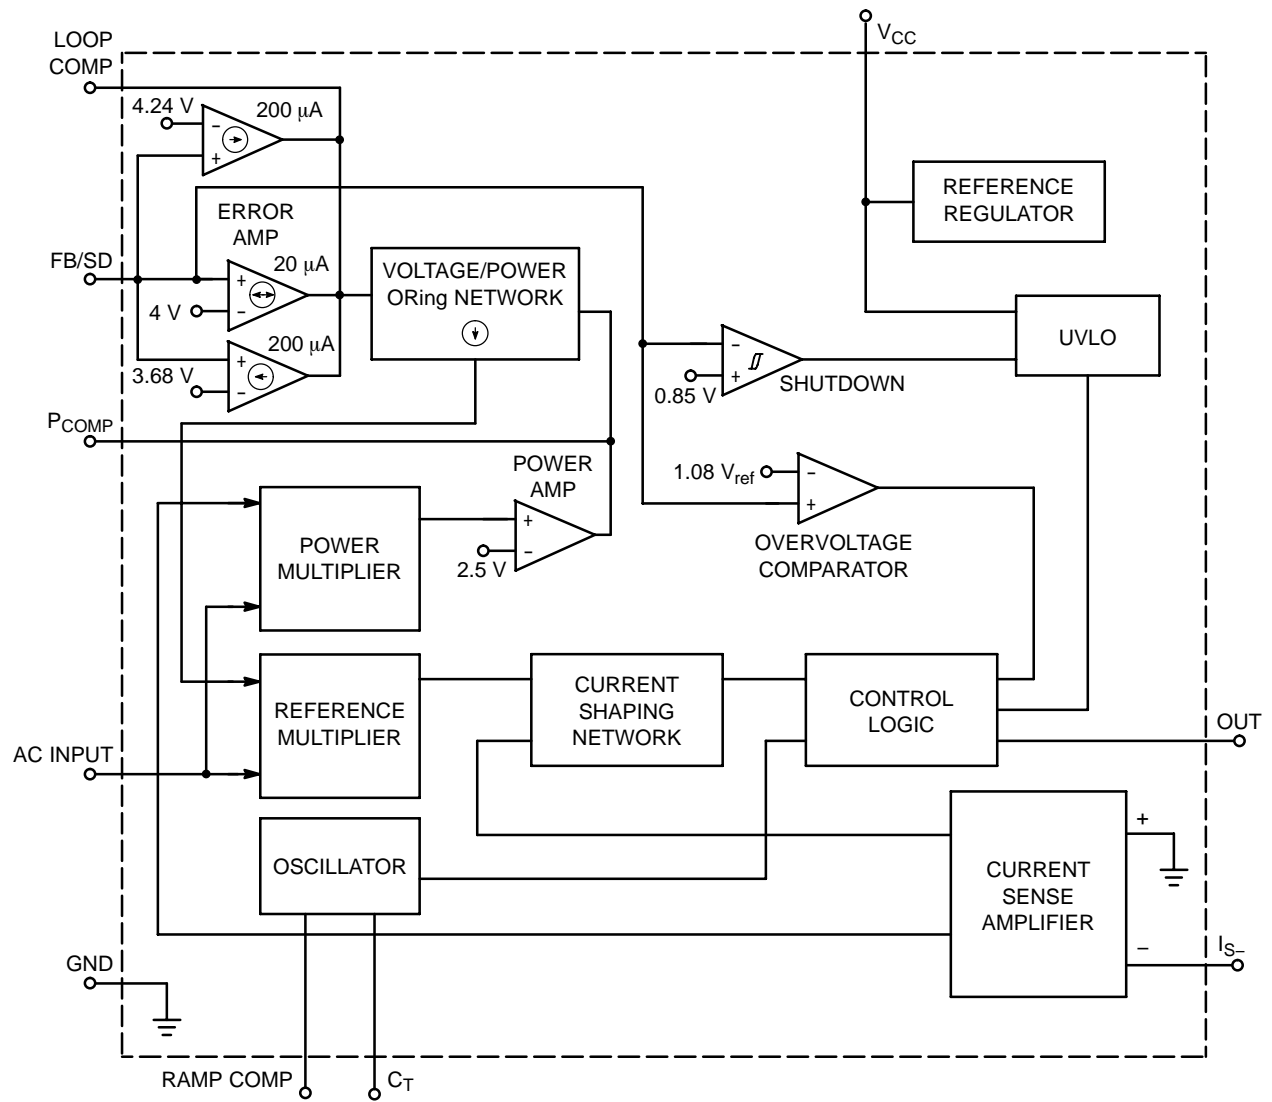 LOOP
COMP
V_CC
4.24 V
200 μA
−
+
REFERENCE
REGULATOR
ERROR
AMP
FB/SD
20 μA
+
−
4 V
VOLTAGE/POWER
ORing NETWORK
UVLO
200 μA
+
−
3.68 V
−
+
0.85 V
SHUTDOWN
P_COMP
POWER
AMP
+
−
2.5 V
1.08 V_ref
−
+
OVERVOLTAGE
COMPARATOR
POWER
MULTIPLIER
REFERENCE
MULTIPLIER
CURRENT
SHAPING
NETWORK
CONTROL
LOGIC
OUT
AC INPUT
OSCILLATOR
CURRENT
SENSE
AMPLIFIER
+
−
I_S–
GND
RAMP COMP
C_T